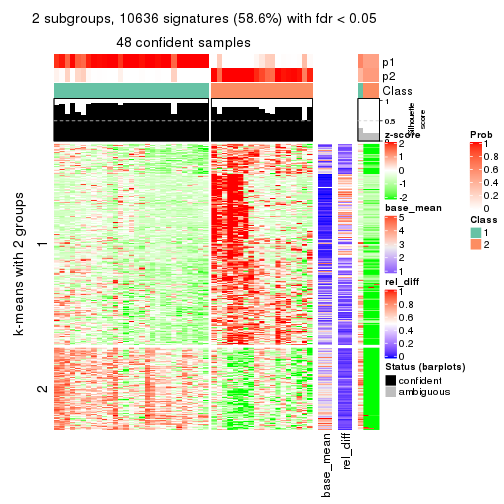 2 subgroups, 10636 signatures (58.6%) with fdr < 0.05
48 confident samples
p1
p2
Class
1
0.5
0
Silhouette
score
k-means with 2 groups
1
2
base_mean
rel_diff
z-score
2
1
0
-1
-2
base_mean
5
4
3
2
1
rel_diff
1
0.8
0.6
0.4
0.2
0
Status (barplots)
confident
ambiguous
Prob
1
0.8
0.6
0.4
0.2
0
Class
1
2